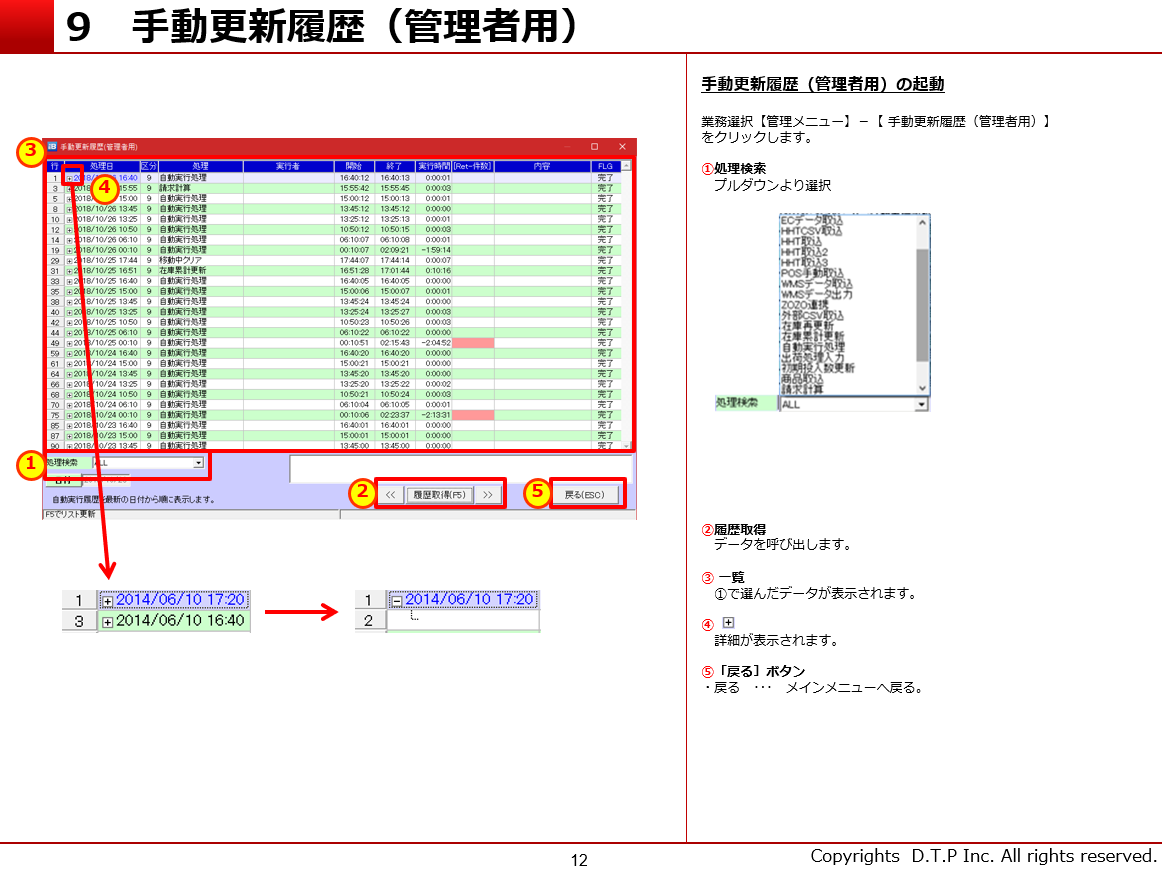 9 手動更新履歴（管理者用）
手動更新履歴（管理者用）の起動
業務選択【管理メニュー】－【 手動更新履歴（管理者用）】
をクリックします。
①処理検索
プルダウンより選択
ECデータ取込
HHTCSV取込
HHT取込
HHT取込2
HHT取込3
POS手動取込
WMSデータ取込
WMSデータ出力
ZOZO連携
外部CSV取込
在庫再更新
在庫累計更新
自動実行処理
出荷処理入力
初期投入数更新
商品取込
請求計算
処理検索 ALL
②履歴取得
データを呼び出します。
③ 一覧
①で選んだデータが表示されます。
④
詳細が表示されます。
⑤「戻る］ボタン
・戻る ･･･ メインメニューへ戻る。
3
手動更新履歴(管理者用)
行 処理日 区分 処理 実行者 開始 終了 実行時間 [Ret-件数] 内容 FLG
1 16:40 9 自動実行処理 16:40:12 16:40:13 0:00:01 完了
4
3 15:55 9 請求計算 15:55:42 15:55:45 0:00:03 完了
5 15:00 9 自動実行処理 15:00:12 15:00:13 0:00:01 完了
8 2018/10/26 13:45 9 自動実行処理 13:45:12 13:45:12 0:00:00 完了
10 2018/10/26 13:25 9 自動実行処理 13:25:12 13:25:13 0:00:01 完了
12 2018/10/26 10:50 9 自動実行処理 10:50:12 10:50:15 0:00:03 完了
14 2018/10/26 06:10 9 自動実行処理 06:10:07 06:10:08 0:00:01 完了
19 2018/10/26 00:10 9 自動実行処理 00:10:07 02:09:21 -1:59:14 完了
29 2018/10/25 17:44 9 移動中クリア 17:44:07 17:44:14 0:00:07 完了
31 2018/10/25 16:51 9 在庫累計更新 16:51:28 17:01:44 0:10:16 完了
33 2018/10/25 16:40 9 自動実行処理 16:40:05 16:40:05 0:00:00 完了
35 2018/10/25 15:00 9 自動実行処理 15:00:06 15:00:07 0:00:01 完了
38 2018/10/25 13:45 9 自動実行処理 13:45:24 13:45:24 0:00:00 完了
40 2018/10/25 13:25 9 自動実行処理 13:25:24 13:25:27 0:00:03 完了
42 2018/10/25 10:50 9 自動実行処理 10:50:23 10:50:26 0:00:03 完了
44 2018/10/25 06:10 9 自動実行処理 06:10:22 06:10:22 0:00:00 完了
49 2018/10/25 00:10 9 自動実行処理 00:10:51 02:15:43 -2:04:52 完了
59 2018/10/24 16:40 9 自動実行処理 16:40:20 16:40:20 0:00:00 完了
61 2018/10/24 15:00 9 自動実行処理 15:00:21 15:00:21 0:00:00 完了
64 2018/10/24 13:45 9 自動実行処理 13:45:20 13:45:20 0:00:00 完了
66 2018/10/24 13:25 9 自動実行処理 13:25:20 13:25:22 0:00:02 完了
68 2018/10/24 10:50 9 自動実行処理 10:50:21 10:50:24 0:00:03 完了
70 2018/10/24 06:10 9 自動実行処理 06:10:04 06:10:05 0:00:01 完了
75 2018/10/24 00:10 9 自動実行処理 00:10:06 02:23:37 -2:13:31 完了
85 2018/10/23 16:40 9 自動実行処理 16:40:01 16:40:01 0:00:00 完了
87 2018/10/23 15:00 9 自動実行処理 15:00:01 15:00:01 0:00:00 完了
90 2018/10/23 13:45 9 自動実行処理 13:45:00 13:45:00 0:00:00 完了
1
処理検索 ALL
2
<< 履歴取得(F5) >>
5
戻る(ESC)
自動実行履歴を最新の日付から順に表示します。
F5でリスト更新
1 2014/06/10 17:20
3 2014/06/10 16:40
1 2014/06/10 17:20
2
12
Copyrights D.T.P Inc. All rights reserved.